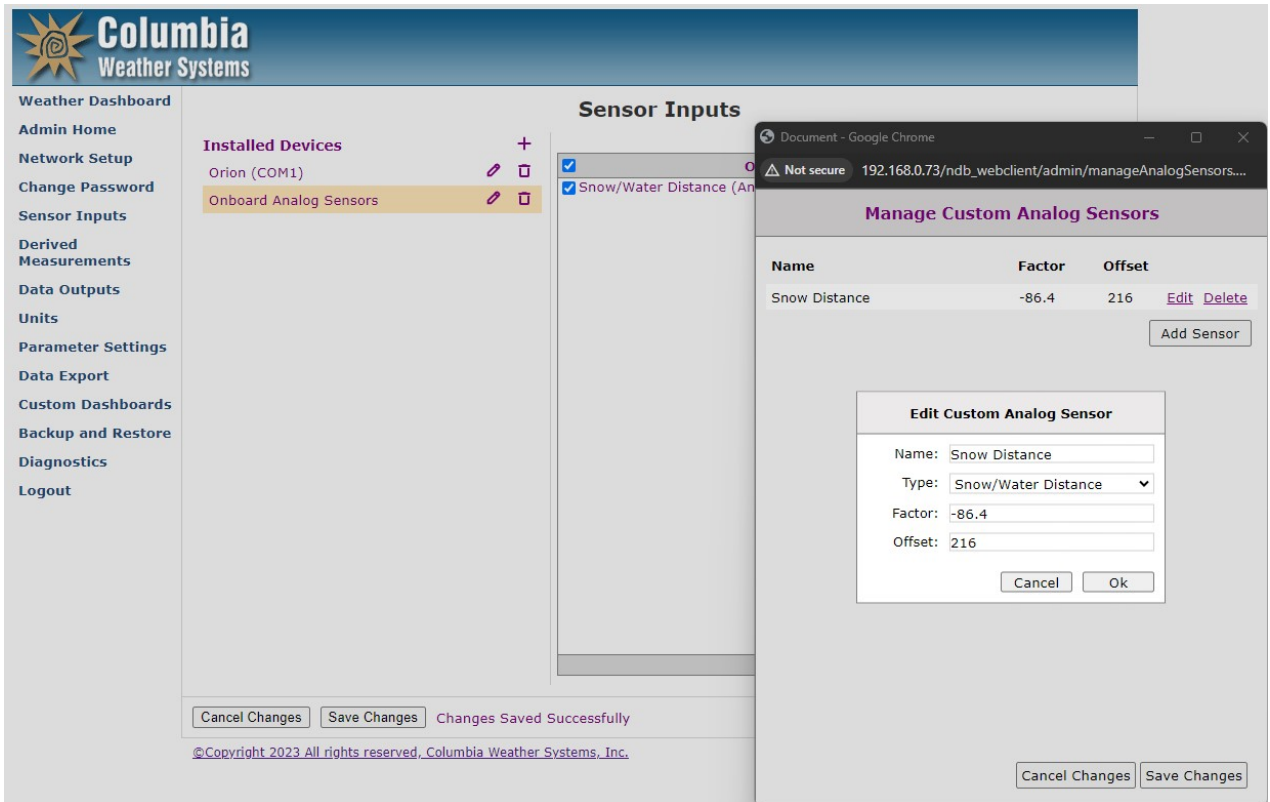 Columbia
Weather Systems
Weather Dashboard
Admin Home
Network Setup
Change Password
Sensor Inputs
Derived
Measurements
Data Outputs
Units
Parameter Settings
Data Export
Custom Dashboards
Backup and Restore
Diagnostics
Logout
Sensor Inputs
Installed Devices +
Orion (COM1)
Onboard Analog Sensors
O
Snow/Water Distance (An
Cancel Changes Save Changes Changes Saved Successfully
©Copyright 2023 All rights reserved, Columbia Weather Systems, Inc.
Document - Google Chrome
Not secure 192.168.0.73/ndb_webclient/admin/manageAnalogSensors....
Manage Custom Analog Sensors
Name Factor Offset
Snow Distance -86.4 216 Edit Delete
Add Sensor
Edit Custom Analog Sensor
Name: Snow Distance
Type: Snow/Water Distance
Factor: -86.4
Offset: 216
Cancel Ok
Cancel Changes Save Changes